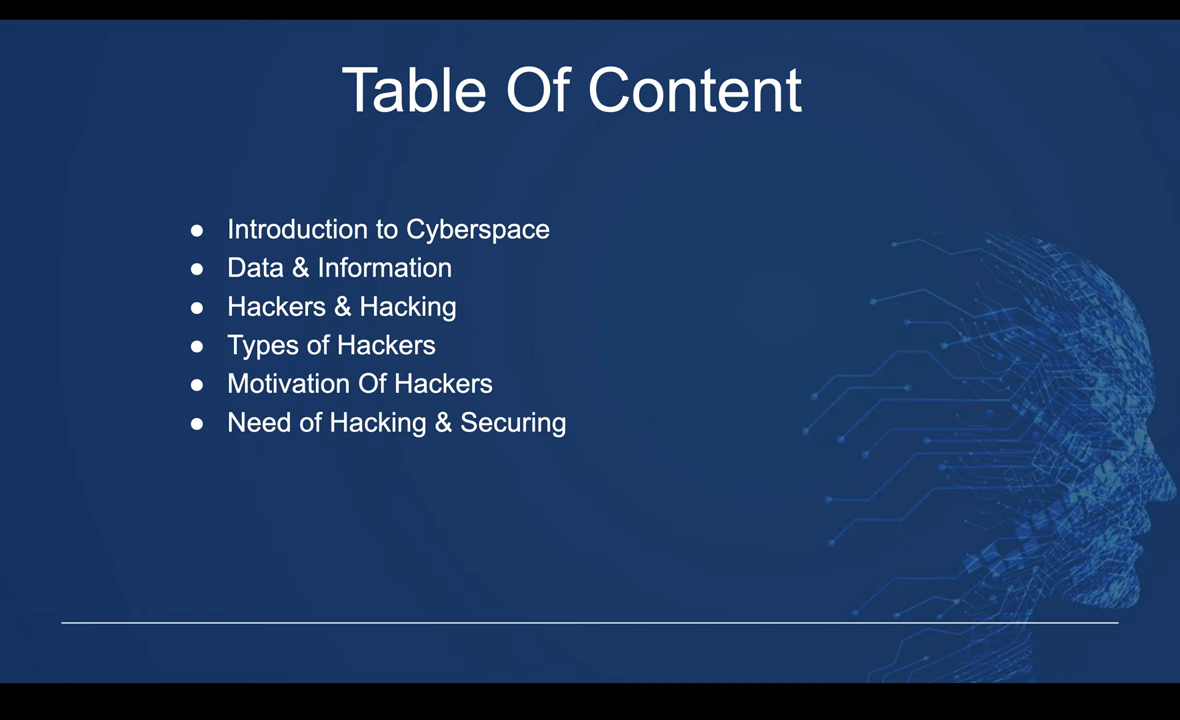 Table Of Content
● Introduction to Cyberspace
● Data & Information
● Hackers & Hacking
● Types of Hackers
● Motivation Of Hackers
● Need of Hacking & Securing